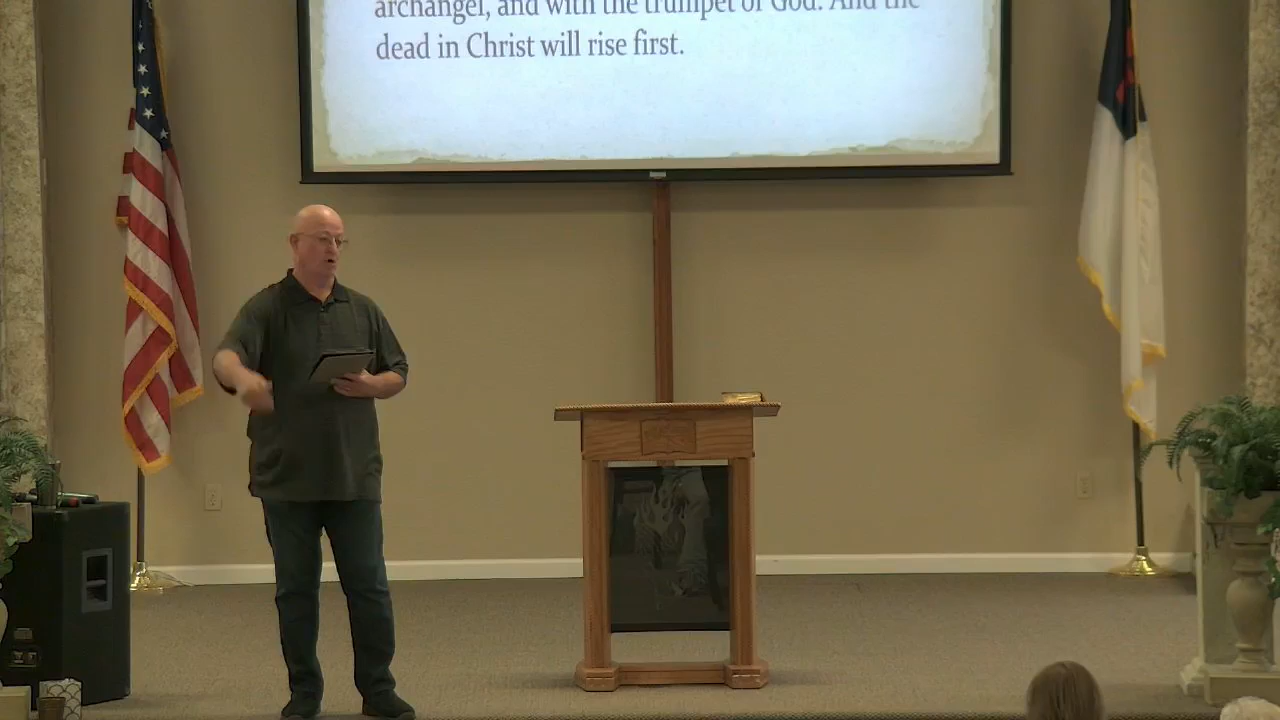 archangel, and with the trumpet of God. And the
dead in Christ will rise first.